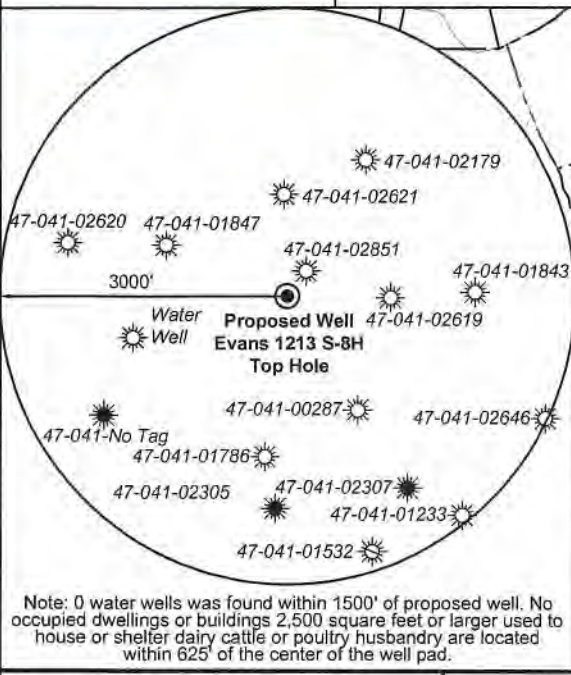 47-041-02179
47-041-02621
47-041-02620
47-041-01847
47-041-02851
47-041-01843
3000'
Water
Well
Proposed Well
Evans 1213 S-8H
Top Hole
47-041-02619
47-041-00287
47-041-02646
47-041-No Tag
47-041-01786
47-041-02305
47-041-02307
47-041-01233
47-041-01532
Note: 0 water wells was found within 1500' of proposed well. No
occupied dwellings or buildings 2,500 square feet or larger used to
house or shelter dairy cattle or poultry husbandry are located
within 625' of the center of the well pad.